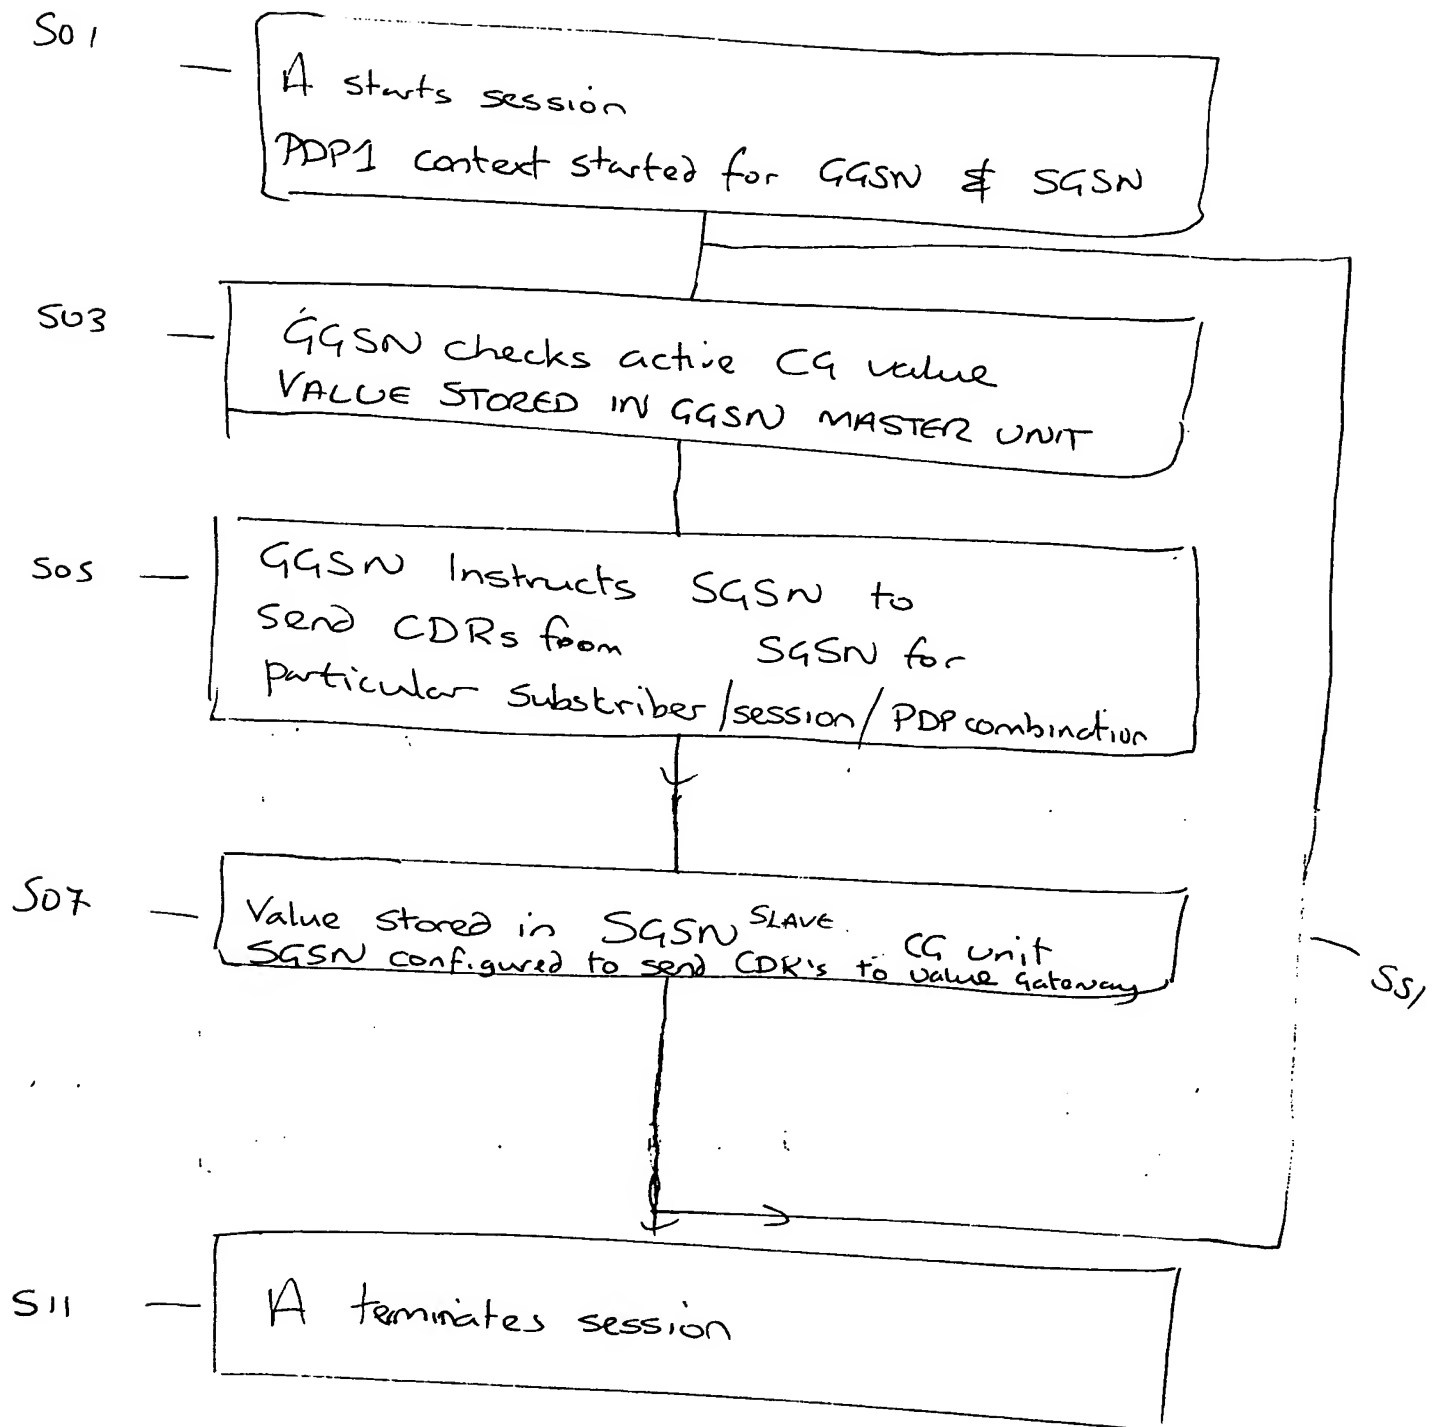 S01
A starts session
PDP1 context started for GGSN & SGSN
S03
GGSN checks active CG value
VALUE STORED IN GGSN MASTER UNIT
S05
GGSN Instructs SGSN to
send CDRs from SGSN for
particular Substriber/session/PDP combination
S07
Value stored in SGSN SLAVE CG unit
SGSN configured to send CDR's to value Gateway
SS1
S11
A terminates session